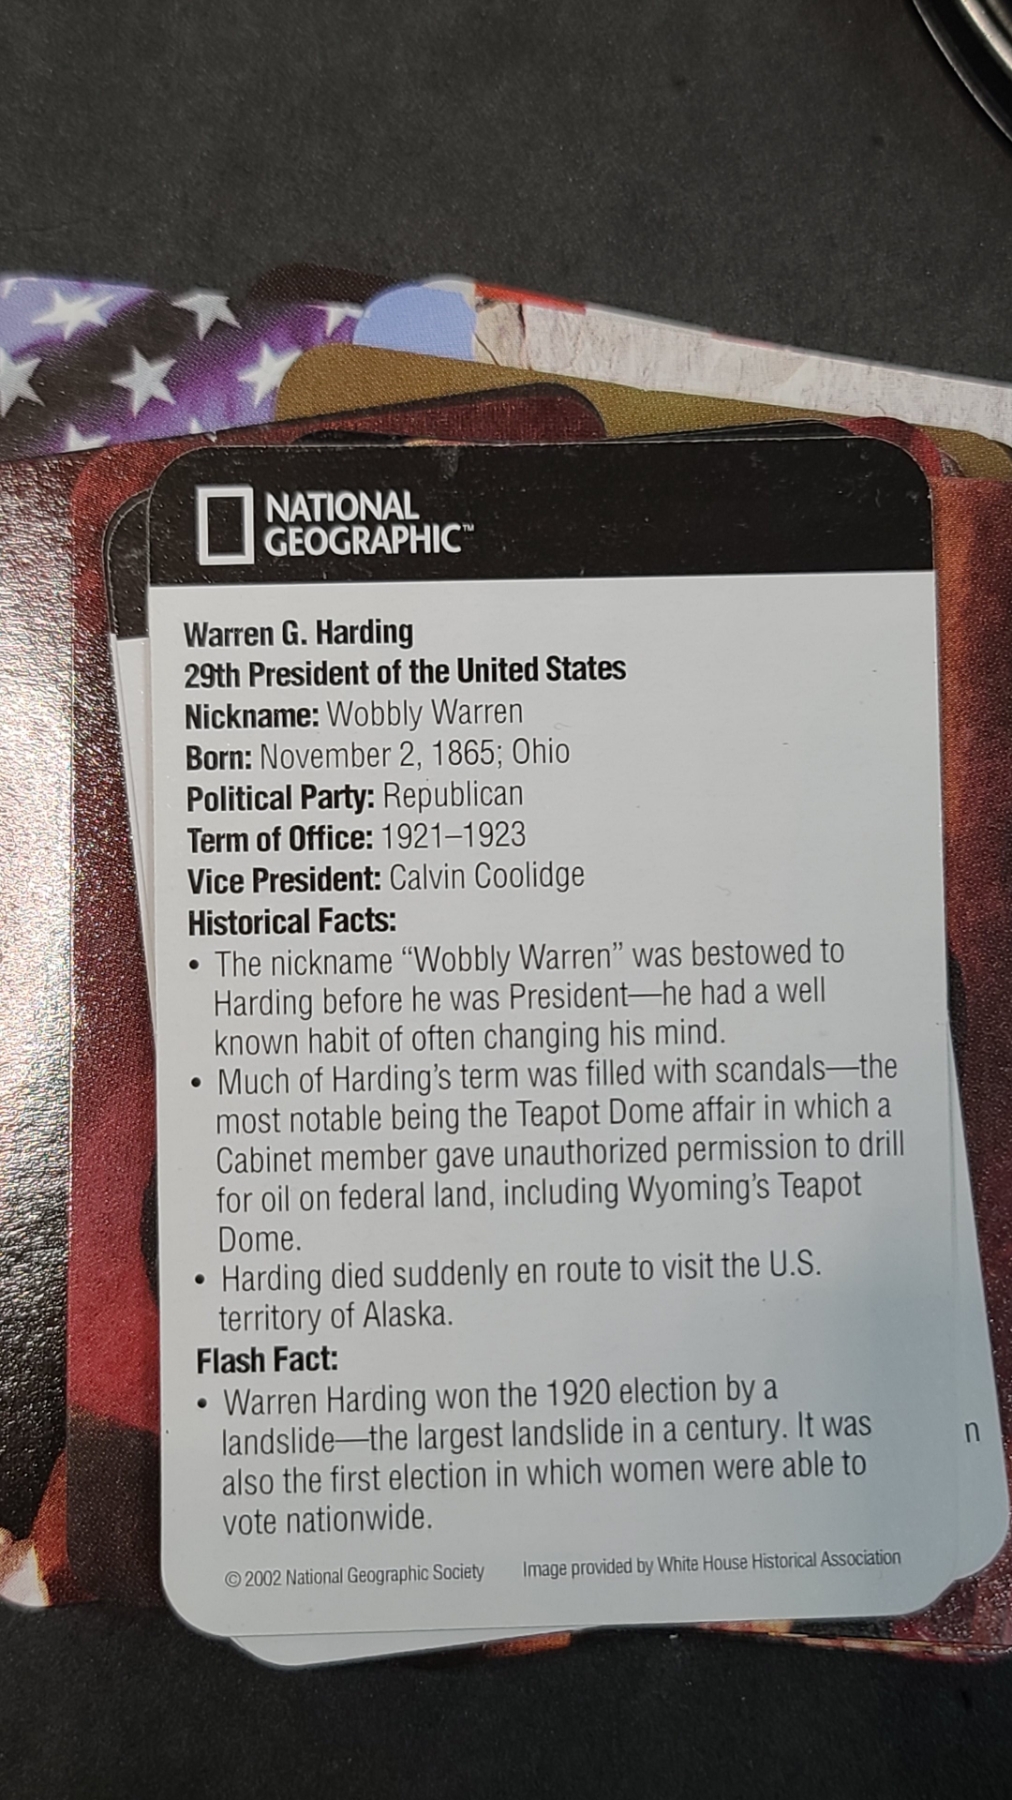 NATIONAL
GEOGRAPHIC™
Warren G. Harding
29th President of the United States
Nickname: Wobbly Warren
Born: November 2, 1865; Ohio
Political Party: Republican
Term of Office: 1921–1923
Vice President: Calvin Coolidge
Historical Facts:
• The nickname “Wobbly Warren” was bestowed to
Harding before he was President—he had a well
known habit of often changing his mind.
• Much of Harding’s term was filled with scandals—the
most notable being the Teapot Dome affair in which a
Cabinet member gave unauthorized permission to drill
for oil on federal land, including Wyoming’s Teapot
Dome.
• Harding died suddenly en route to visit the U.S.
territory of Alaska.
Flash Fact:
• Warren Harding won the 1920 election by a
landslide—the largest landslide in a century. It was
also the first election in which women were able to
vote nationwide.
n
© 2002 National Geographic Society Image provided by White House Historical Association